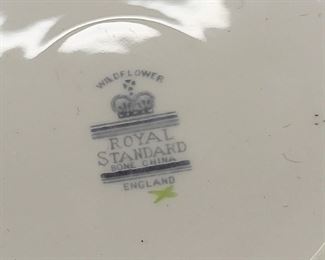 WILDFLOWER
ROYAL
STANDARD
BONE CHINA
ENGLAND